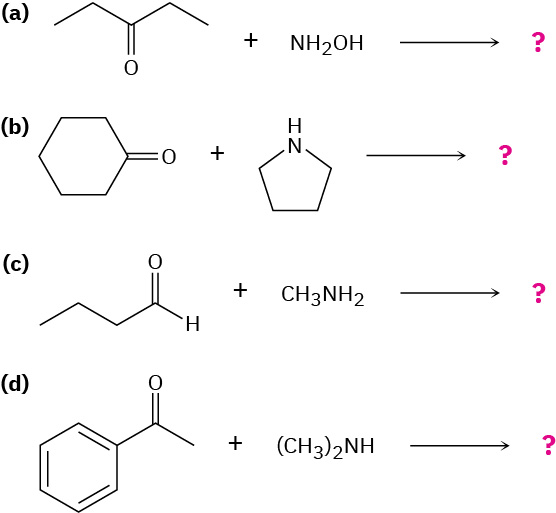 (a)
O
+ NH2OH ?
(b)
O + H
N ?
(c)
O
H + CH3NH2 ?
(d)
O
+ (CH3)2NH ?